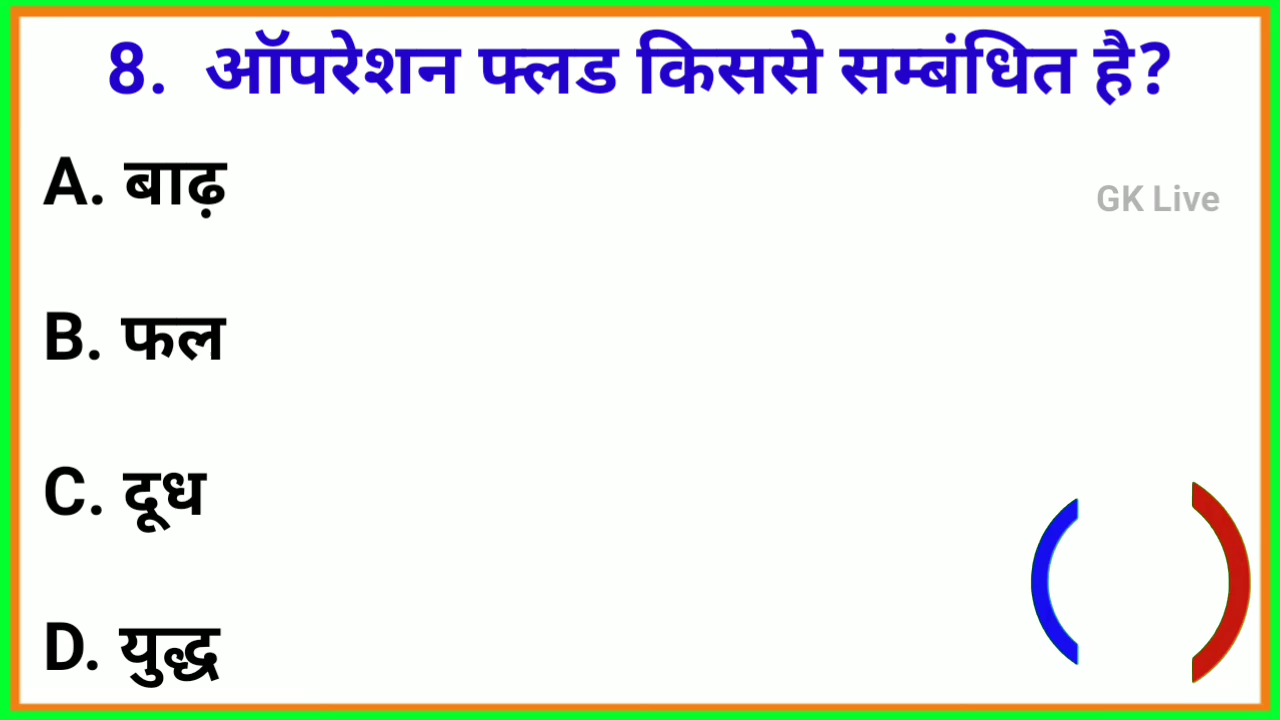 8. ऑपरेशन फ्लड किससे सम्बंधित है?
A. बाढ़
GK Live
B. फल
C. दूध
D. युद्ध